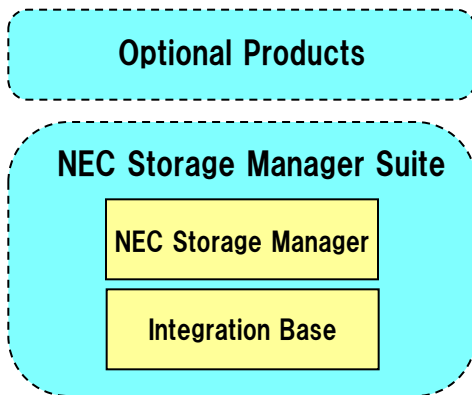 Optional Products
NEC Storage Manager Suite
NEC Storage Manager
Integration Base